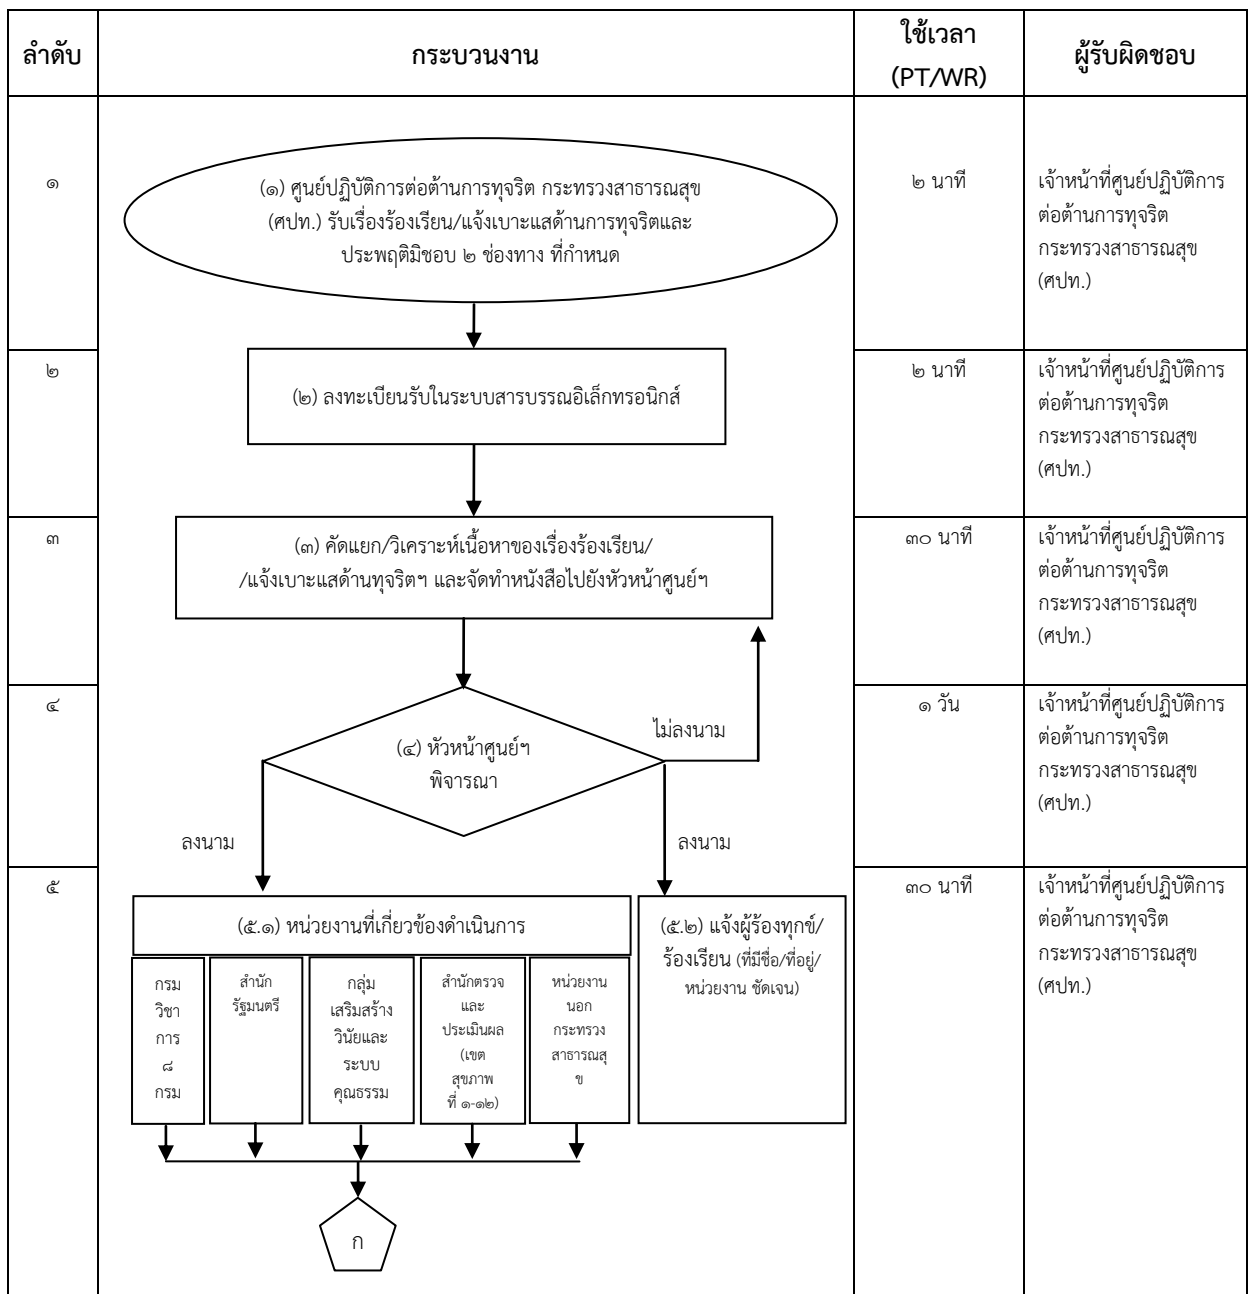 ลำดับ
กระบวนงาน
ใช้เวลา
(PT/WR)
ผู้รับผิดชอบ
๑
(๑) ศูนย์ปฏิบัติการต่อต้านการทุจริต กระทรวงสาธารณสุข
(ศปท.) รับเรื่องร้องเรียน/แจ้งเบาะแสด้านการทุจริตและ
ประพฤติมิชอบ ๒ ช่องทาง ที่กำหนด
๒ นาที
เจ้าหน้าที่ศูนย์ปฏิบัติการ
ต่อต้านการทุจริต
กระทรวงสาธารณสุข
(ศปท.)
๒
(๒) ลงทะเบียนรับในระบบสารบรรณอิเล็กทรอนิกส์
๒ นาที
เจ้าหน้าที่ศูนย์ปฏิบัติการ
ต่อต้านการทุจริต
กระทรวงสาธารณสุข
(ศปท.)
๓
(๓) คัดแยก/วิเคราะห์เนื้อหาของเรื่องร้องเรียน/
/แจ้งเบาะแสด้านทุจริตฯ และจัดทำหนังสือไปยังหัวหน้าศูนย์ฯ
๓๐ นาที
เจ้าหน้าที่ศูนย์ปฏิบัติการ
ต่อต้านการทุจริต
กระทรวงสาธารณสุข
(ศปท.)
๔
(๔) หัวหน้าศูนย์ฯ
พิจารณา
ไม่ลงนาม
ลงนาม
ลงนาม
๑ วัน
เจ้าหน้าที่ศูนย์ปฏิบัติการ
ต่อต้านการทุจริต
กระทรวงสาธารณสุข
(ศปท.)
๕
(๕.๑) หน่วยงานที่เกี่ยวข้องดำเนินการ
กรม
วิชา
การ
๘
กรม
สำนัก
รัฐมนตรี
กลุ่ม
เสริมสร้าง
วินัยและ
ระบบ
คุณธรรม
สำนักตรวจ
และ
ประเมินผล
(เขต
สุขภาพ
ที่ ๑-๑๒)
หน่วยงาน
นอก
กระทรวง
สาธารณสุ
ข
(๕.๒) แจ้งผู้ร้องทุกข์/
ร้องเรียน (ที่มีชื่อ/ที่อยู่/
หน่วยงาน ชัดเจน)
๓๐ นาที
เจ้าหน้าที่ศูนย์ปฏิบัติการ
ต่อต้านการทุจริต
กระทรวงสาธารณสุข
(ศปท.)
ก